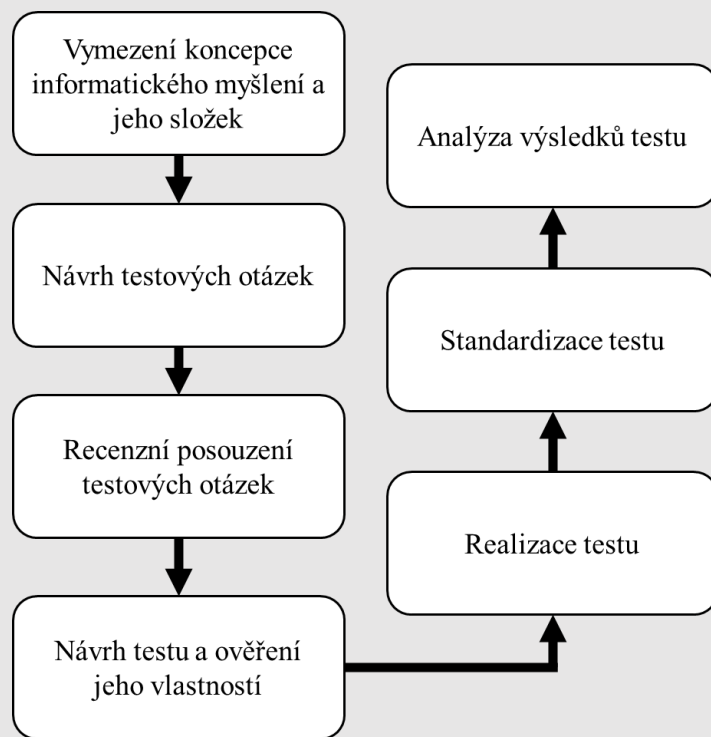 Vymezení koncepce
informatického myšlení a
jeho složek
Návrh testových otázek
Recenzní posouzení
testových otázek
Návrh testu a ověření
jeho vlastností
Realizace testu
Standardizace testu
Analýza výsledků testu